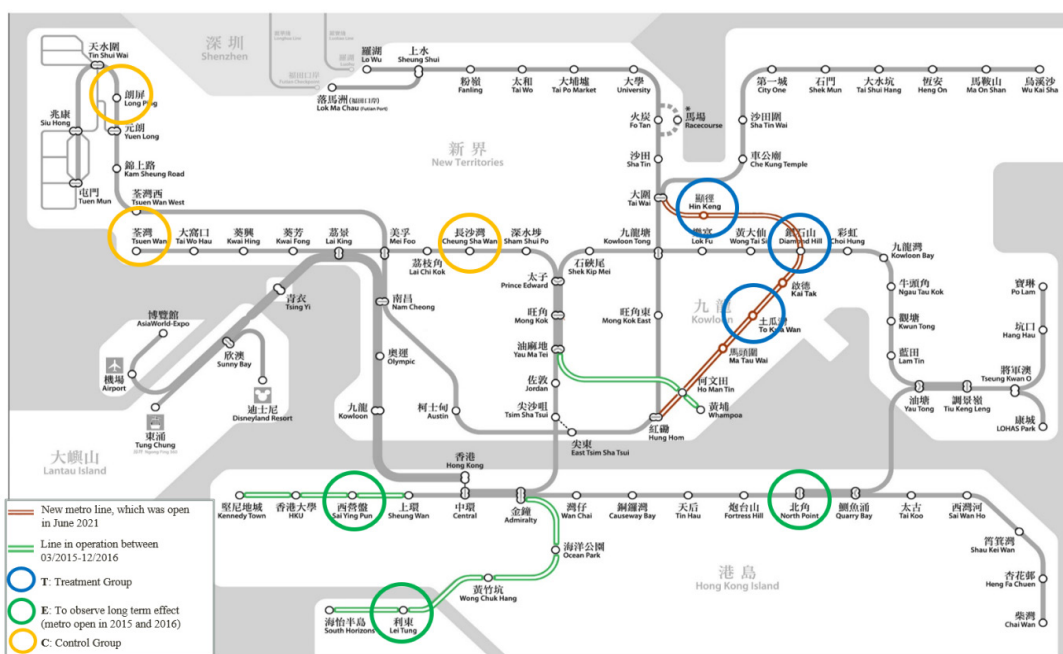 天水圍
Tin Shui Wai
朗屏
Long Ping
兆康
Siu Hong
元朗
Yuen Long
錦上路
Kam Sheung Road
屯門
Tuen Mun
荃灣西
Tsuen Wan West
深圳
Shenzhen
羅湖
Lo Wu
上水
Sheung Shui
落馬洲(福田口岸)
Lok Ma Chau (Futian Port)
粉嶺
Fanling
太和
Tai Wo
大埔墟
Tai Po Market
大學
University
火炭
Fo Tan
馬場
Racecourse
沙田
Sha Tin
大圍
Tai Wai
第一城
City One
石門
Shek Mun
大水坑
Tai Shui Hang
恆安
Heng On
馬鞍山
Ma On Shan
烏溪沙
Wu Kai Sha
沙田圍
Sha Tin Wai
車公廟
Che Kung Temple
新界
New Territories
顯徑
Hin Keng
荃灣
Tsuen Wan
大窩口
Tai Wo Hau
葵興
Kwai Hing
葵芳
Kwai Fong
荔景
Lai King
美孚
Mei Foo
荔枝角
Lai Chi Kok
長沙灣
Cheung Sha Wan
深水埗
Sham Shui Po
石硤尾
Shek Kip Mei
九龍塘
Kowloon Tong
Lok Fu
黃大仙
Wong Tai Si
鑽石山
Diamond Hill
彩虹
Choi Hung
九龍灣
Kowloon Bay
牛頭角
Ngau Tau Kok
觀塘
Kwun Tong
藍田
Lam Tin
油塘
Yau Tong
調景嶺
Tiu Keng Leng
將軍澳
Tseung Kwan O
坑口
Hang Hau
寶琳
Po Lam
康城
LOHAS Park
太子
Prince Edward
旺角
Mong Kok
油麻地
Yau Ma Tei
佐敦
Jordan
尖沙咀
Tsim Sha Tsui
尖東
East Tsim Sha Tsui
旺角東
Mong Kok East
九龍
Kowloon
啟德
Kai Tak
土瓜灣
To Kwa Wan
馬頭圍
Ma Tau Wai
何文田
Ho Man Tin
黃埔
Whampoa
紅磡
Hung Hom
青衣
Tsing Yi
南昌
Nam Cheong
奧運
Olympic
九龍
Kowloon
柯士甸
Austin
博覽館
AsiaWorld-Expo
機場
Airport
欣澳
Sunny Bay
迪士尼
Disneyland Resort
東涌
Tung Chung
大嶼山
Lantau Island
香港
Hong Kong
堅尼地城
Kennedy Town
香港大學
HKU
西營盤
Sai Ying Pun
上環
Sheung Wan
中環
Central
金鐘
Admiralty
灣仔
Wan Chai
銅鑼灣
Causeway Bay
天后
Tin Hau
炮台山
Fortress Hill
北角
North Point
鰂魚涌
Quarry Bay
太古
Tai Koo
西灣河
Sai Wan Ho
筲箕灣
Shau Kei Wan
杏花邨
Heng Fa Chuen
柴灣
Chai Wan
海洋公園
Ocean Park
黃竹坑
Wong Chuk Hang
利東
Lei Tung
海怡半島
South Horizons
港島
Hong Kong Island
New metro line, which was open
in June 2021
Line in operation between
03/2015-12/2016
T: Treatment Group
E: To observe long term effect
(metro open in 2015 and 2016)
C: Control Group